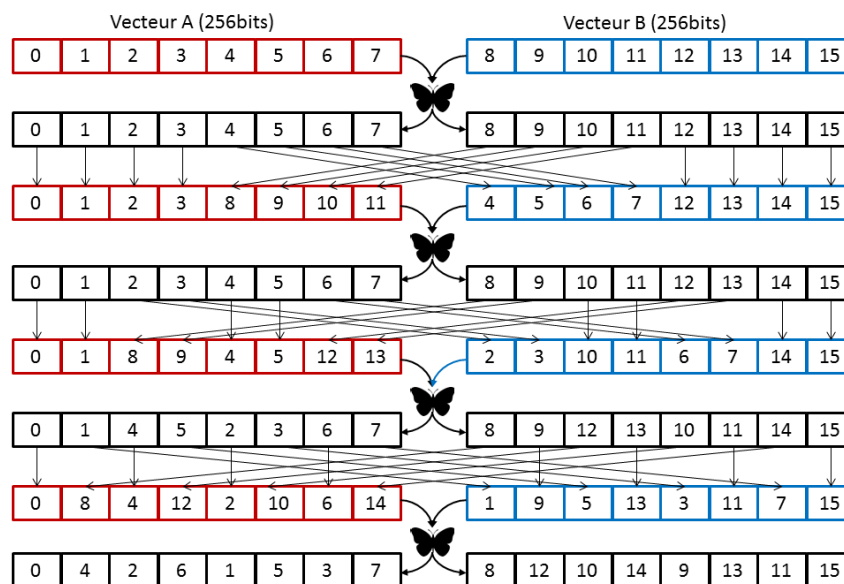 Vecteur A (256bits) Vecteur B (256bits)
0 1 2 3 4 5 6 7 8 9 10 11 12 13 14 15
0 1 2 3 4 5 6 7 8 9 10 11 12 13 14 15
0 1 2 3 8 9 10 11 4 5 6 7 12 13 14 15
0 1 2 3 4 5 6 7 8 9 10 11 12 13 14 15
0 1 8 9 4 5 12 13 2 3 10 11 6 7 14 15
0 1 4 5 2 3 6 7 8 9 12 13 10 11 14 15
0 8 4 12 2 10 6 14 1 9 5 13 3 11 7 15
0 4 2 6 1 5 3 7 8 12 10 14 9 13 11 15